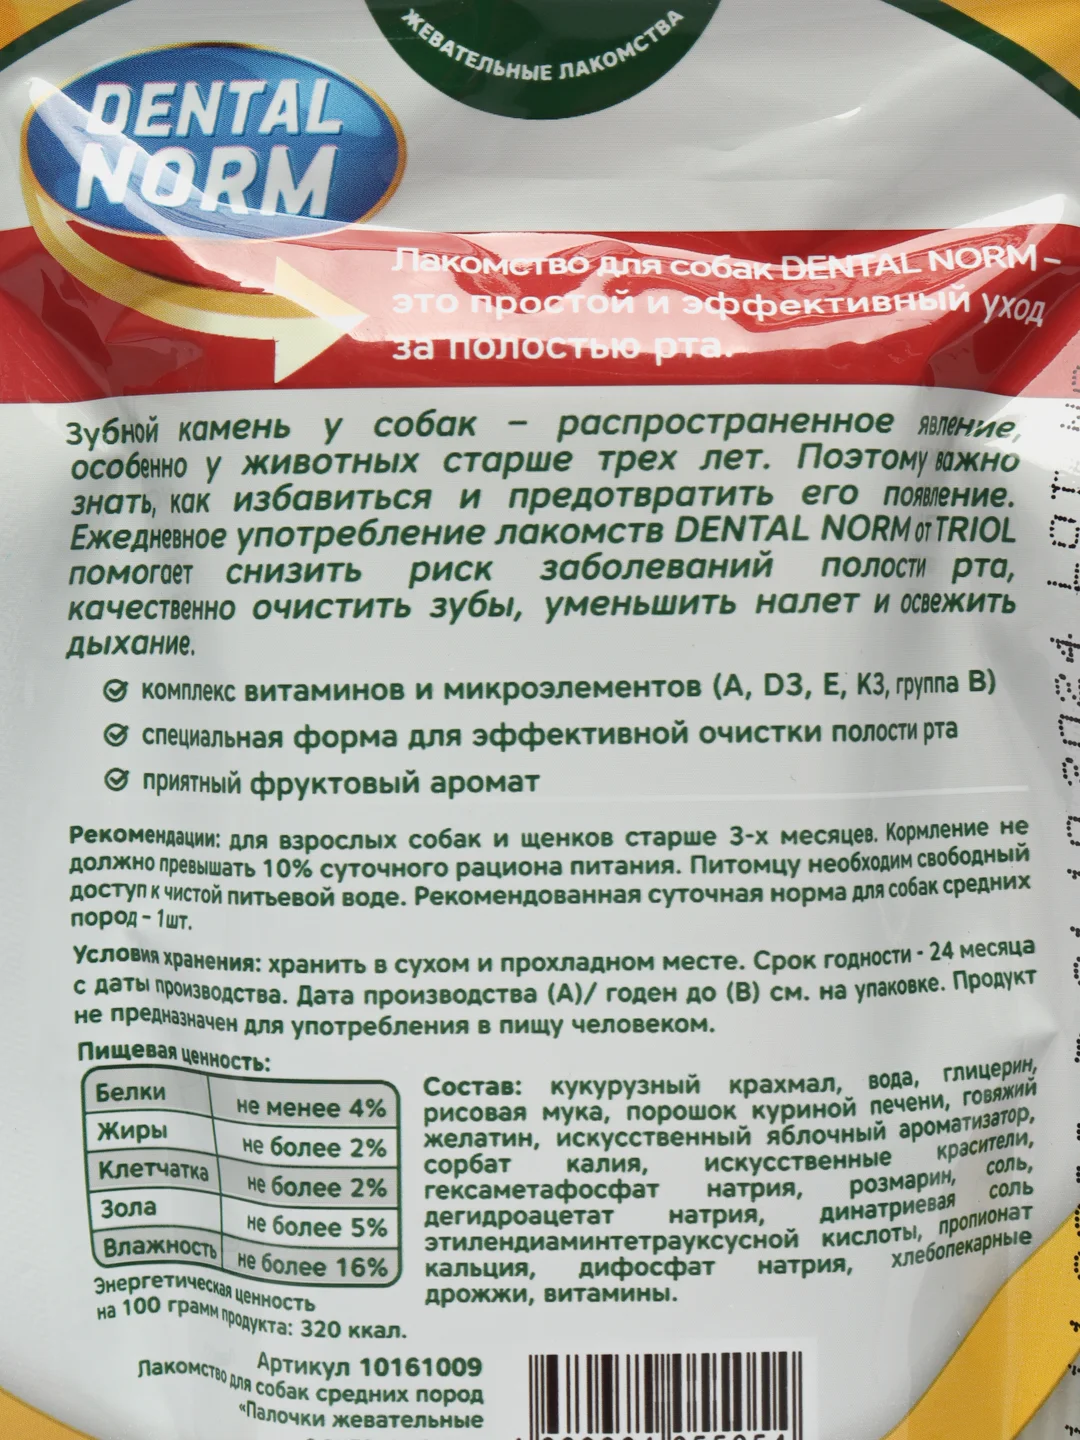 ЖЕВАТЕЛЬНЫЕ ЛАКОМСТВА
DENTAL
NORM
Лакомство для собак DENTAL NORM –
это простой и эффективный уход
за полостью рта.
Зубной камень у собак – распространенное явление,
особенно у животных старше трех лет. Поэтому важно
знать, как избавиться и предотвратить его появление.
Ежедневное употребление лакомств DENTAL NORM от TRIOL
помогает снизить риск заболеваний полости рта,
качественно очистить зубы, уменьшить налет и освежить
дыхание.
комплекс витаминов и микроэлементов (A, D3, E, K3, группа B)
специальная форма для эффективной очистки полости рта
приятный фруктовый аромат
Рекомендации: для взрослых собак и щенков старше 3-х месяцев. Кормление не
должно превышать 10% суточного рациона питания. Питомцу необходим свободный
доступ к чистой питьевой воде. Рекомендованная суточная норма для собак средних
пород - 1шт.
Условия хранения: хранить в сухом и прохладном месте. Срок годности - 24 месяца
с даты производства. Дата производства (А)/ годен до (В) см. на упаковке. Продукт
не предназначен для употребления в пищу человеком.
Пищевая ценность:
Белки не менее 4%
Жиры не более 2%
Клетчатка не более 2%
Зола не более 5%
Влажность не более 16%
Энергетическая ценность
на 100 грамм продукта: 320 ккал.
Состав: кукурузный крахмал, вода, глицерин,
рисовая мука, порошок куриной печени, говяжий
желатин, искусственный яблочный ароматизатор,
сорбат калия, искусственные красители,
гексаметафосфат натрия, розмарин, соль,
дегидроацетат натрия, динатриевая соль
этилендиаминтетрауксусной кислоты, пропионат
кальция, дифосфат натрия, хлебопекарные
дрожжи, витамины.
Артикул 10161009
Лакомство для собак средних пород
«Палочки жевательные